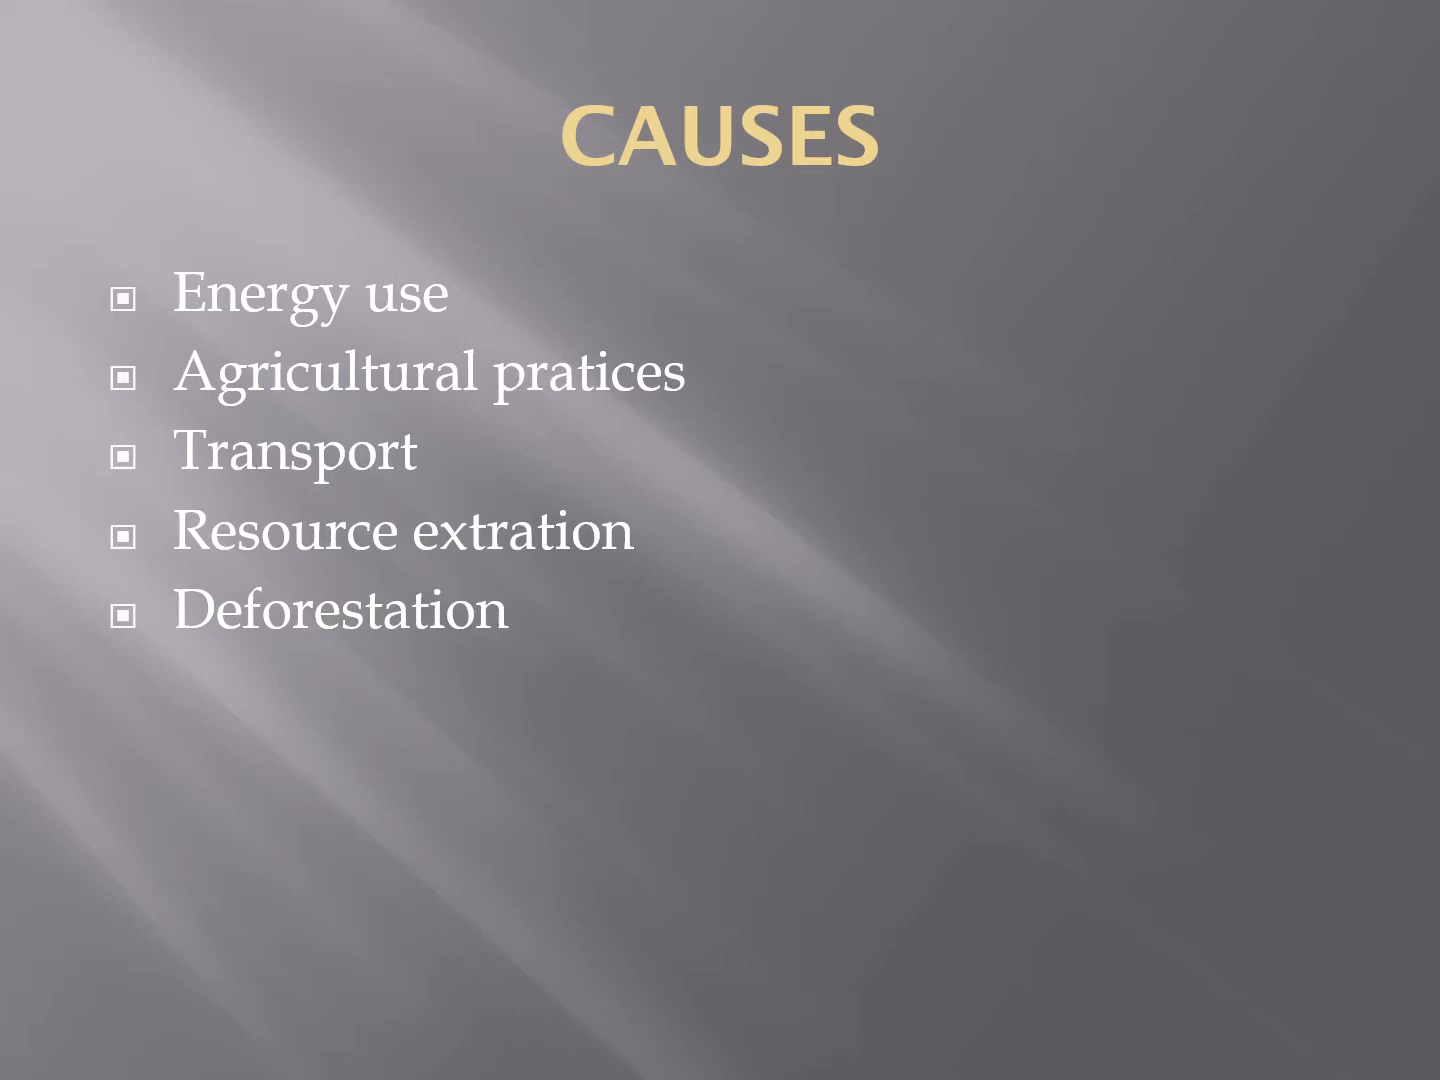 CAUSES
Energy use
Agricultural pratices
Transport
Resource extration
Deforestation